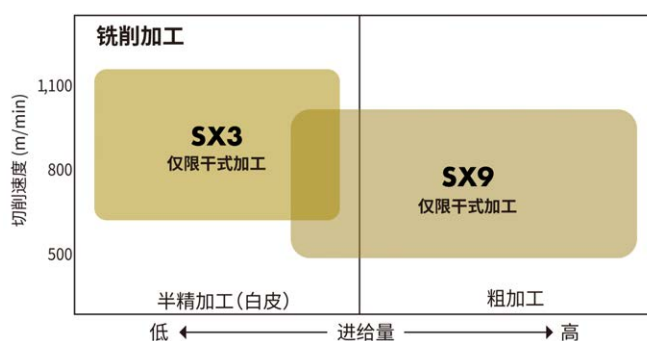 铣削加工
切削速度 (m/min)
1,100
800
500
SX3
仅限干式加工
SX9
仅限干式加工
半精加工（白皮）
粗加工
低
进给量
高